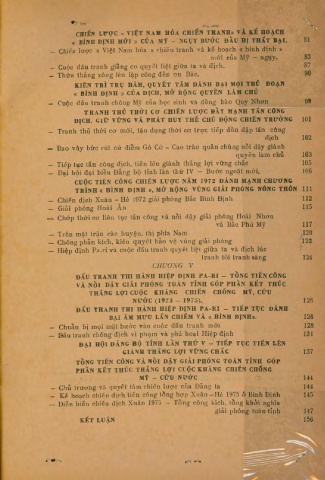 CHIẾN LƯỢC « VIỆT NAM HÓA CHIẾN TRANH» VÀ KẾ HOẠCH
« BÌNH ĐỊNH MỚI » CỦA MỸ – NGỤY BƯỚC ĐẦU BỊ THẤT BẠI. 81
— Chiến lược « Việt Nam hóa » chiến tranh và kế hoạch « bình định »
mới của Mỹ – ngụy, 83
— Cuộc đấu tranh giằng co quyết liệt giữa ta và địch. 87
— Thừa thắng xông lên lập công đền ơn Bác. 90
KIÊN TRÌ TRỤ BÁM, QUYẾT TÂM ĐÁNH BẠI MỌI THỦ ĐOẠN
« BÌNH ĐỊNH » CỦA ĐỊCH, MỞ RỘNG QUYỀN LÀM CHỦ
— Cuộc đấu tranh chống Mỹ của học sinh và đồng bào Quy Nhơn 99
TRANH THỦ THỜI CƠ CHIẾN LƯỢC ĐẨY MẠNH TẤN CÔNG
ĐỊCH, GIỮ VỮNG VÀ PHÁT HUY THẾ CHỦ ĐỘNG CHIẾN TRƯỜNG 101
— Tranh thủ thời cơ mới, tận dụng thời cơ trực tiếp dồn dập tấn công
địch 102
— Bao vây bức rút cứ điểm Gò Cớ – Cao trào quần chúng nổi dậy giành
quyền làm chủ 103
— Tiếp tục tấn công địch, tiến lên giành thắng lợi vững chắc 105
— Đại hội đại biểu Đảng bộ tỉnh lần thứ IV – Bước ngoặt mới. 106
CUỘC TIẾN CÔNG CHIẾN LƯỢC NĂM 1972 ĐÁNH MẠNH CHƯƠNG
TRÌNH « BÌNH ĐỊNH », MỞ RỘNG VÙNG GIẢI PHÓNG NÔNG THÔN 111
— Chiến dịch Xuân – Hè 1972 giải phóng Bắc Bình Định 112
— Giải phóng Hoài Ân 115
— Chớp thời cơ liên tục tấn công và nổi dậy giải phóng Hoài Nhơn
và Bắc Phù Mỹ 117
— Trên mặt trận các huyện, thị phía Nam 120
— Chống phản kích, kiên quyết bảo vệ vùng giải phóng 122
— Hiệp định Pa-ri và cuộc tranh quyết liệt giữa ta và địch lúc
tranh tối tranh sáng 124
CHƯƠNG V
ĐẤU TRANH THI HÀNH HIỆP ĐỊNH PA-RI – TỔNG TIẾN CÔNG
VÀ NỔI DẬY GIẢI PHÓNG TOÀN TỈNH GÓP PHẦN KẾT THÚC
THẮNG LỢI CUỘC KHÁNG CHIẾN CHỐNG MỸ, CỨU
NƯỚC (1973 – 1975). 128
ĐẤU TRANH THI HÀNH HIỆP ĐỊNH PA-RI – TIẾP TỤC ĐÁNH
BẠI ÂM MƯU LẤN CHIẾM VÀ « BÌNH ĐỊNH». 128
— Chuẩn bị mọi mặt bước vào cuộc đấu tranh mới 128
— Đấu tranh chống địch vi phạm và phá hoại Hiệp định 131
ĐẠI HỘI ĐẢNG BỘ TỈNH LẦN THỨ V – TIẾP TỤC TIẾN LÊN
GIÀNH THẮNG LỢI VỮNG CHẮC 137
TỔNG TIẾN CÔNG VÀ NỔI DẬY GIẢI PHÓNG TOÀN TỈNH GÓP
PHẦN KẾT THÚC THẮNG LỢI CUỘC KHÁNG CHIẾN CHỐNG
MỸ – CỨU NƯỚC 144
— Chủ trương và quyết tâm chiến lược của Đảng ta 144
— Kế hoạch chiến dịch tiến công tổng hợp Xuân – Hè 1975 ở Bình Định 145
— Diễn biến chiến dịch Xuân 1975 – Tổng công kích, tổng khởi nghĩa
giải phóng toàn tỉnh 147
KẾT LUẬN 156